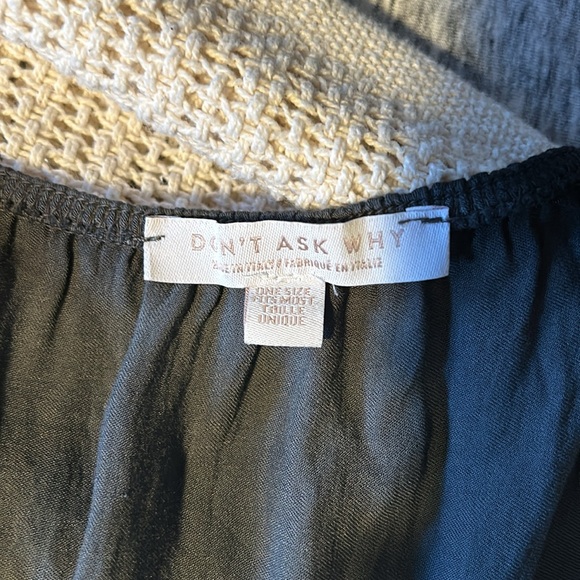 DON'T ASK WHY
MADE IN ITALY / FABRIQUÉ EN ITALIE
ONE SIZE
FITS MOST
TAILLE
UNIQUE